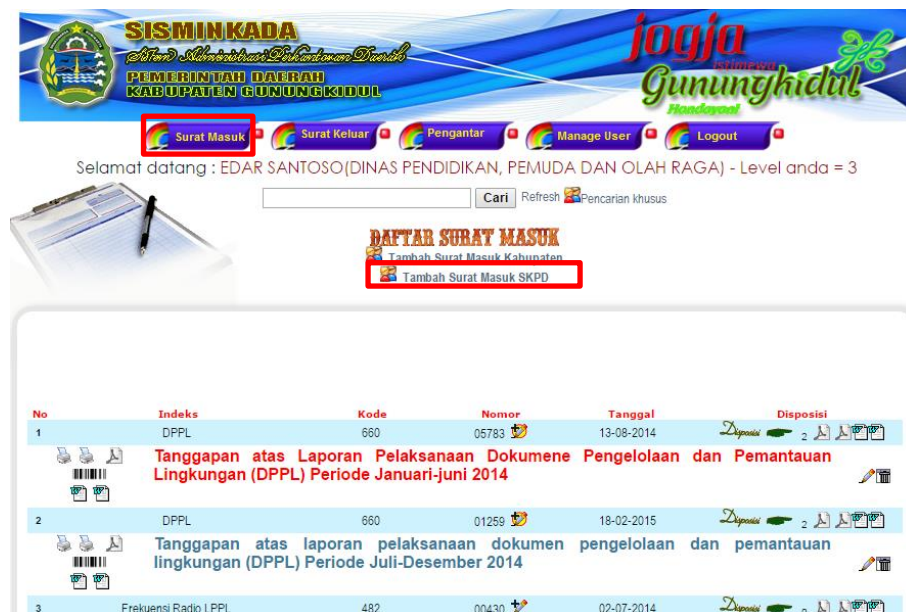 SISMINKADA
Sistem Administrasi Perkantoran Daerah
PEMERINTAH DAERAH
KABUPATEN GUNUNGKIDUL
jogja
istimewa
Gunungkidul
Handayani
Surat Masuk Surat Keluar Pengantar Manage User Logout
Selamat datang : EDAR SANTOSO(DINAS PENDIDIKAN, PEMUDA DAN OLAH RAGA) - Level anda = 3
Cari Refresh Pencarian khusus
DAFTAR SURAT MASUK
Tambah Surat Masuk Kabupaten
Tambah Surat Masuk SKPD
No Indeks Kode Nomor Tanggal Disposisi
1 DPPL 660 05783 13-08-2014 Disposisi 2
Tanggapan atas Laporan Pelaksanaan Dokumene Pengelolaan dan Pemantauan
Lingkungan (DPPL) Periode Januari-juni 2014
2 DPPL 660 01259 18-02-2015 Disposisi 2
Tanggapan atas laporan pelaksanaan dokumen pengelolaan dan pemantauan
lingkungan (DPPL) Periode Juli-Desember 2014
3 Frekuensi Radio LPPL 482 00430 02-07-2014 Disposisi 2